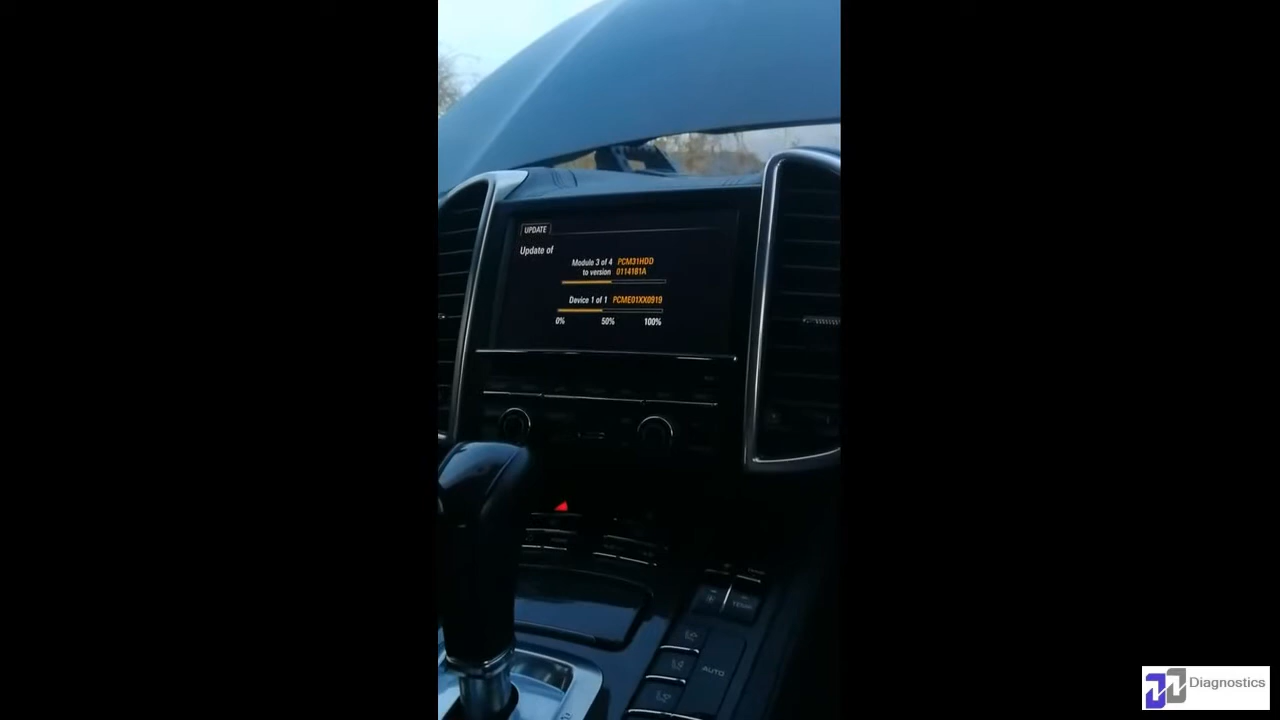 UPDATE
Update of
Module 3 of 4 PCM31HDD
to version 0114181A
Device 1 of 1 PCME01XX0919
0% 50% 100%
AUTO
Diagnostics